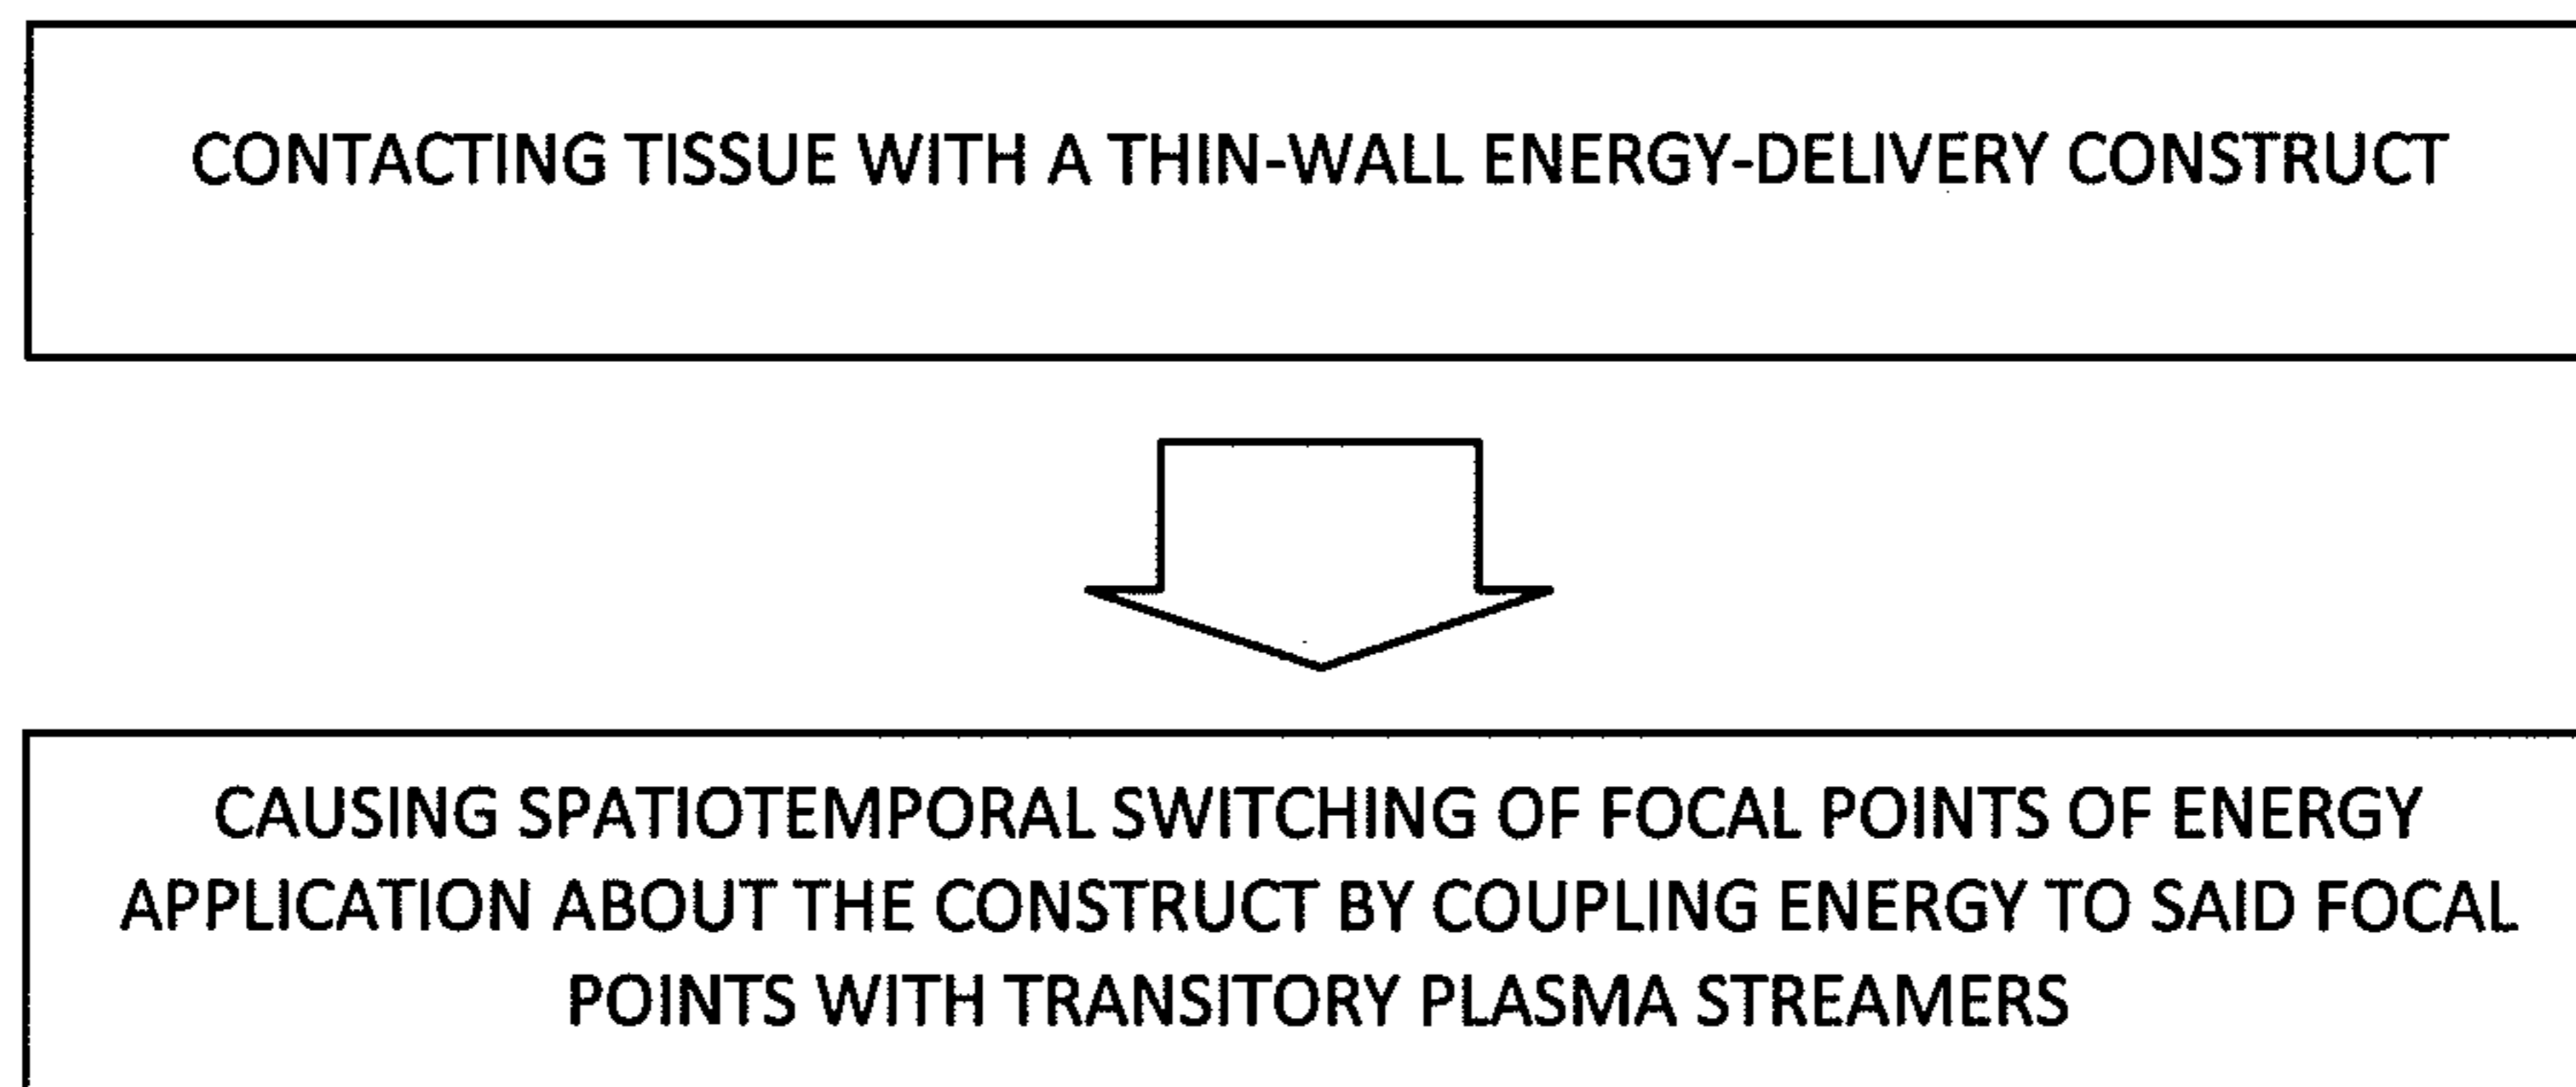 CONTACTING TISSUE WITH A THIN-WALL ENERGY-DELIVERY CONSTRUCT
CAUSING SPATIOTEMPORAL SWITCHING OF FOCAL POINTS OF ENERGY
APPLICATION ABOUT THE CONSTRUCT BY COUPLING ENERGY TO SAID FOCAL
POINTS WITH TRANSITORY PLASMA STREAMERS